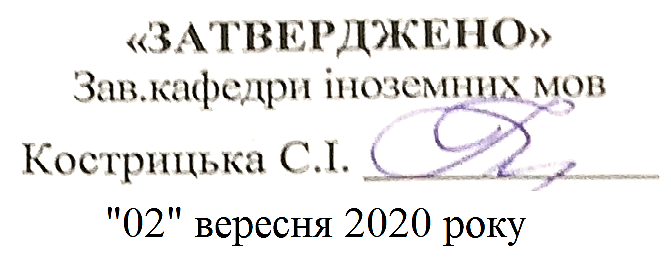 «ЗАТВЕРДЖЕНО»
Зав.кафедри іноземних мов
Кострицька С.І.
"02" вересня 2020 року